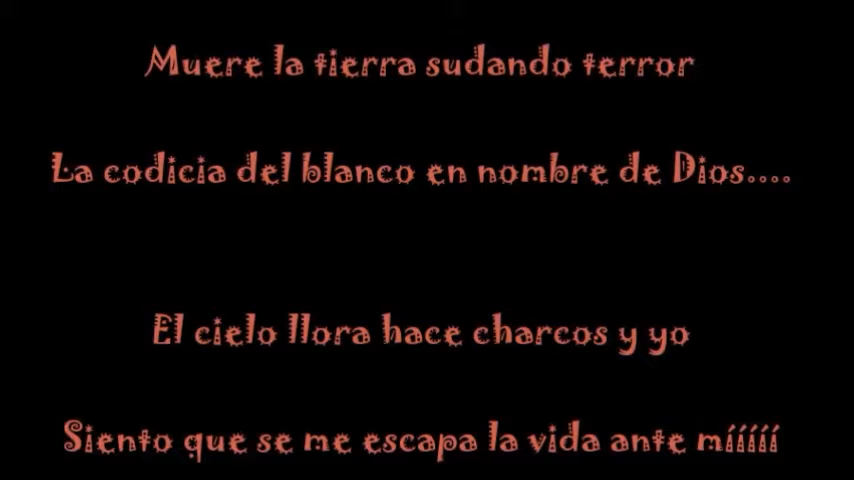 Muere la tierra sudando terror
La codicia del blanco en nombre de Dios....
El cielo llora hace charcos y yo
Siento que se me escapa la vida ante mííííí